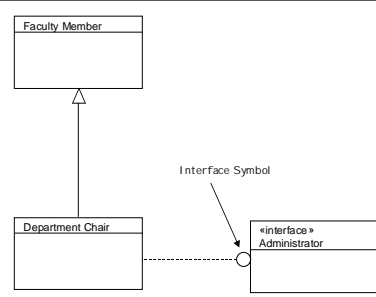 Faculty Member
Interface Symbol
Department Chair
«interface»
Administrator